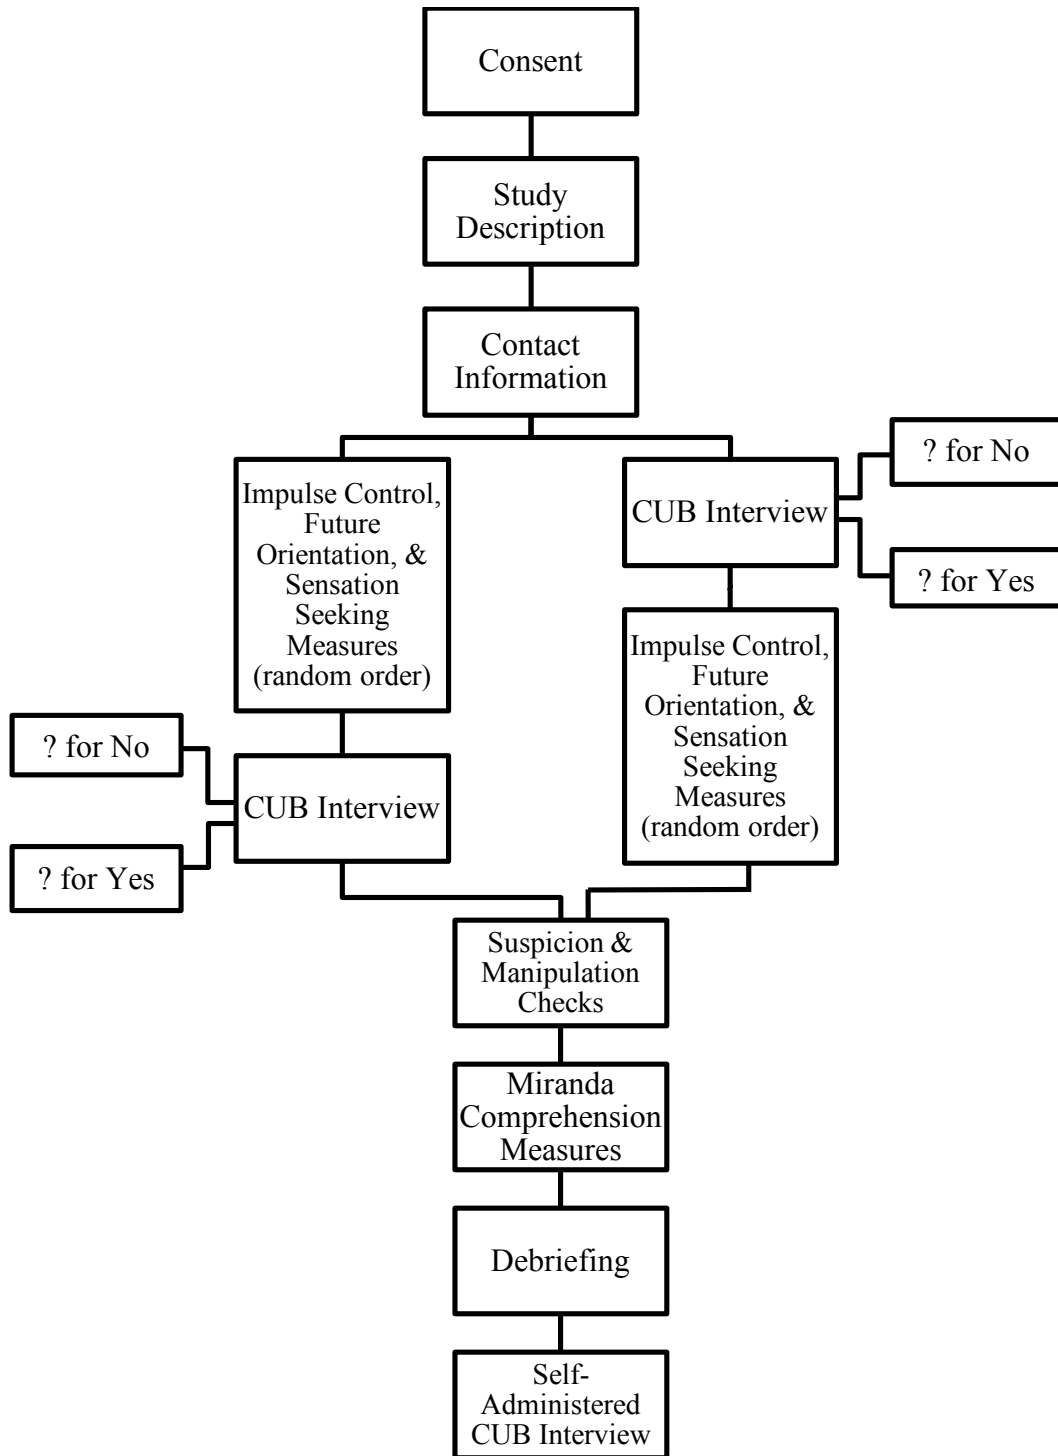 Consent
Study
Description
Contact
Information
Impulse Control,
Future
Orientation, &
Sensation
Seeking
Measures
(random order)
? for No
CUB Interview
? for Yes
CUB Interview
? for No
? for Yes
Impulse Control,
Future
Orientation, &
Sensation
Seeking
Measures
(random order)
Suspicion &
Manipulation
Checks
Miranda
Comprehension
Measures
Debriefing
Self-
Administered
CUB Interview